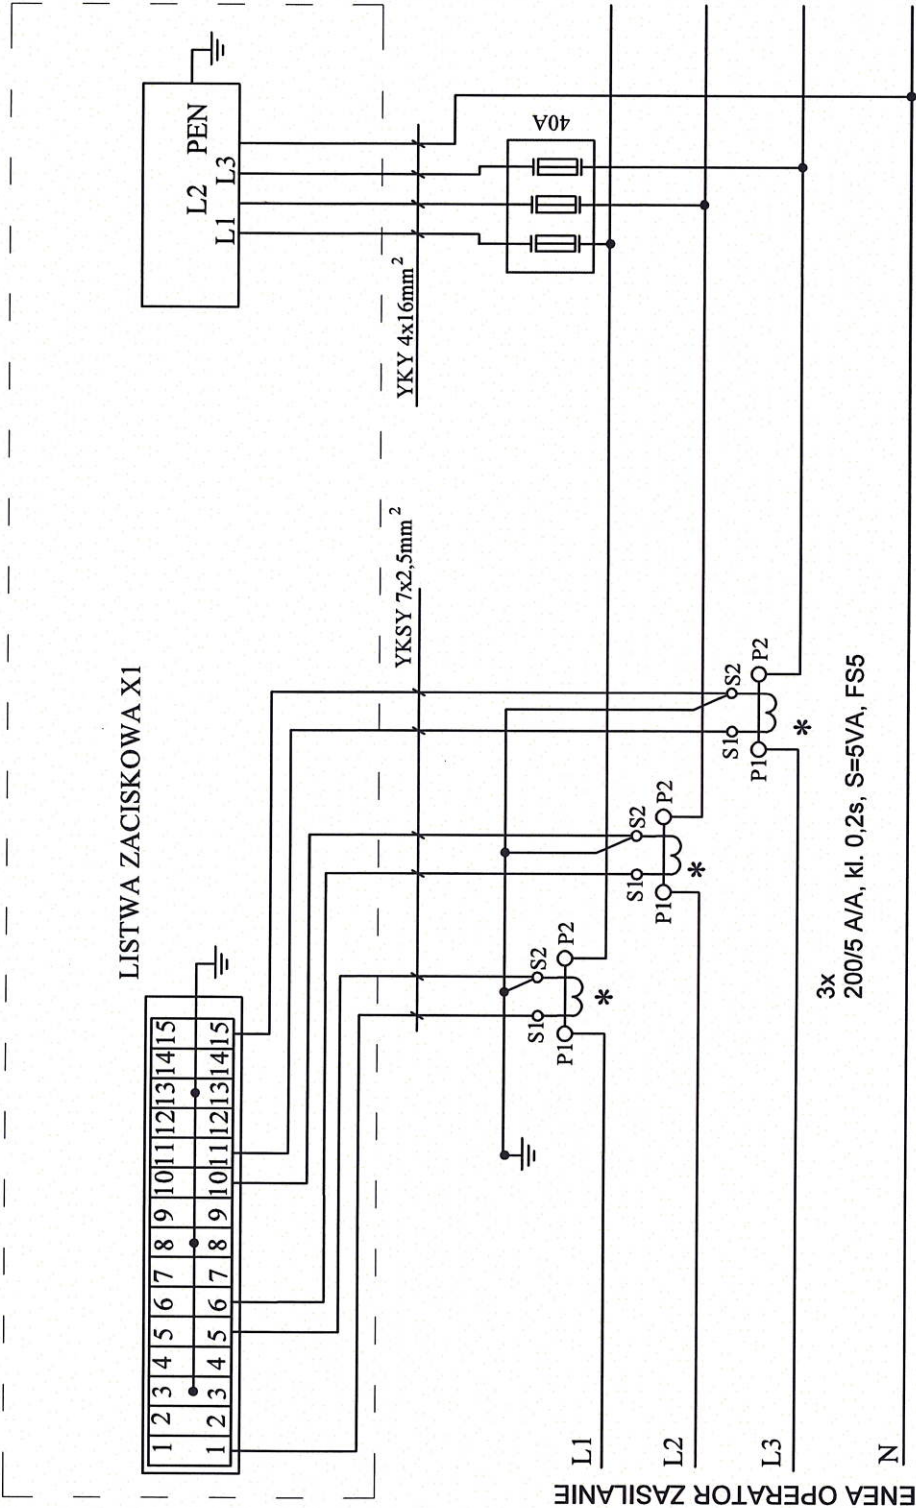 LISTWA ZACISKOWA X1
1 2 3 4 5 6 7 8 9 10 11 12 13 14 15
1 2 3 4 5 6 7 8 9 10 11 12 13 14 15
L1 L2 L3 PEN
YKSY 7x2,5mm²
YKY 4x16mm²
40A
S1 S2
P1 P2
*
S1 S2
P1 P2
*
S1 S2
P1 P2
*
3x
200/5 A/A, kl. 0,2s, S=5VA, FS5
L1
L2
L3
N
ENEA OPERATOR ZASILANIE